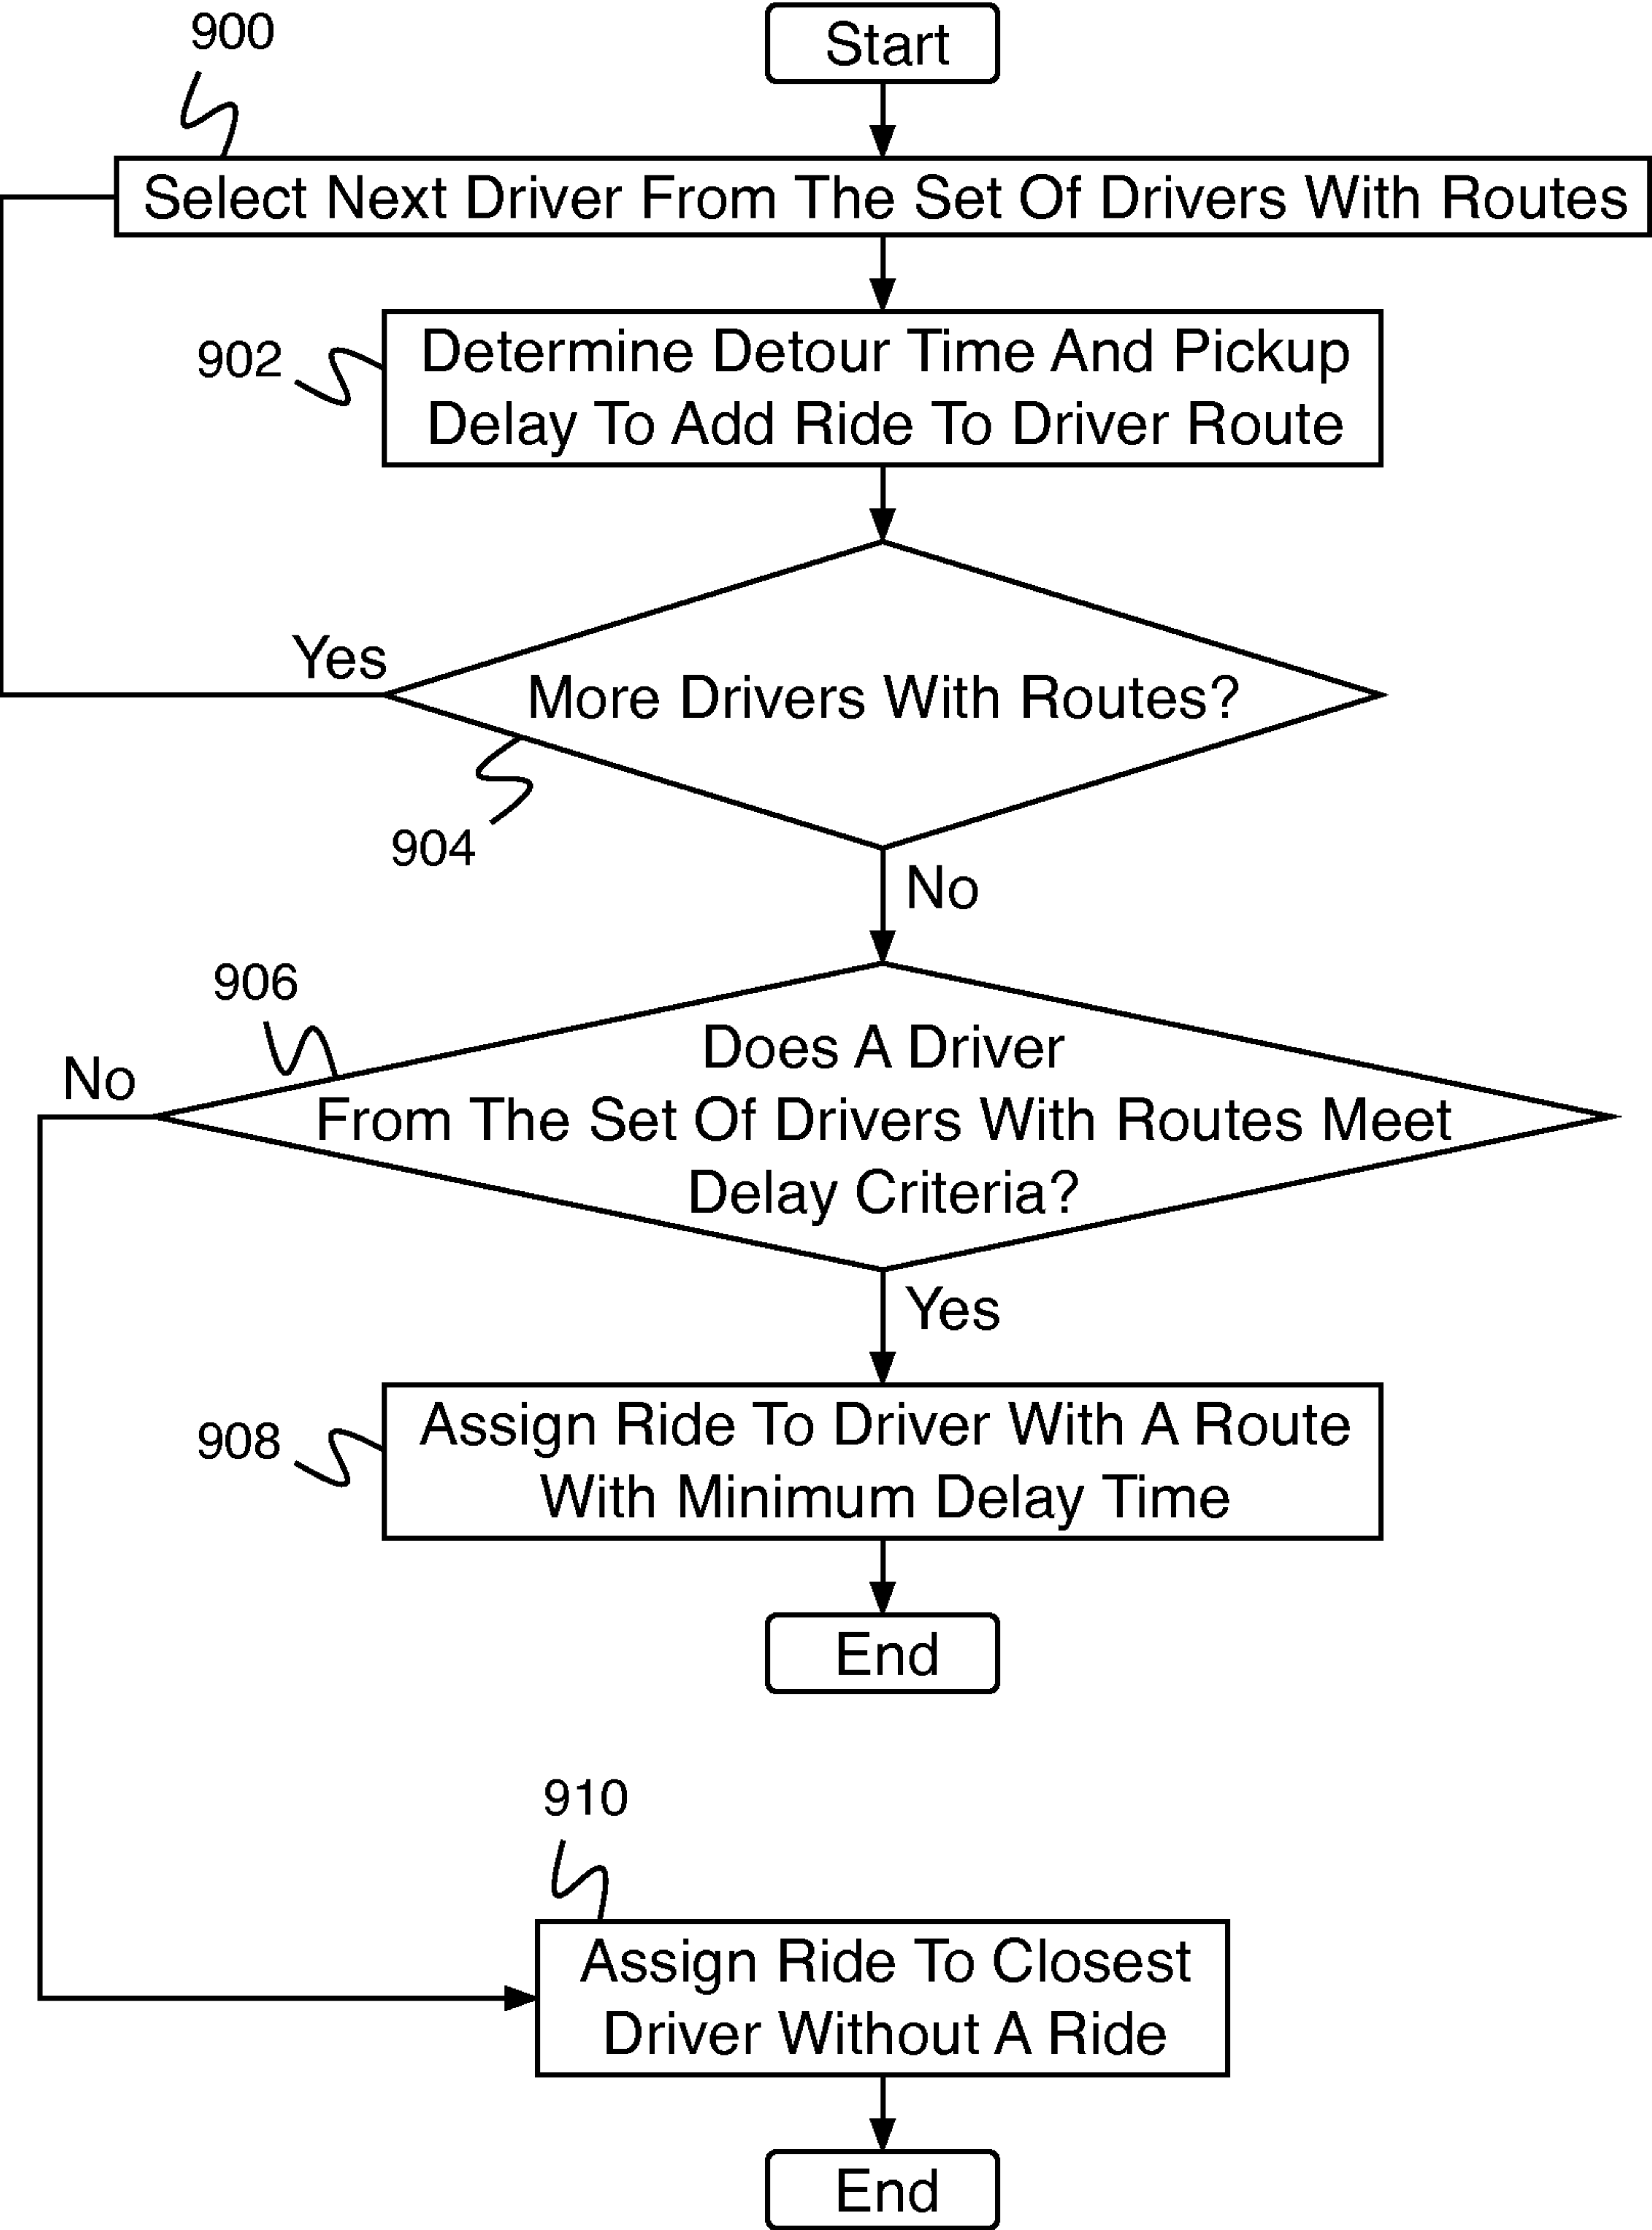 900
Start
Select Next Driver From The Set Of Drivers With Routes
902
Determine Detour Time And Pickup
Delay To Add Ride To Driver Route
Yes
More Drivers With Routes?
904
No
906
No
Does A Driver
From The Set Of Drivers With Routes Meet
Delay Criteria?
Yes
908
Assign Ride To Driver With A Route
With Minimum Delay Time
End
910
Assign Ride To Closest
Driver Without A Ride
End